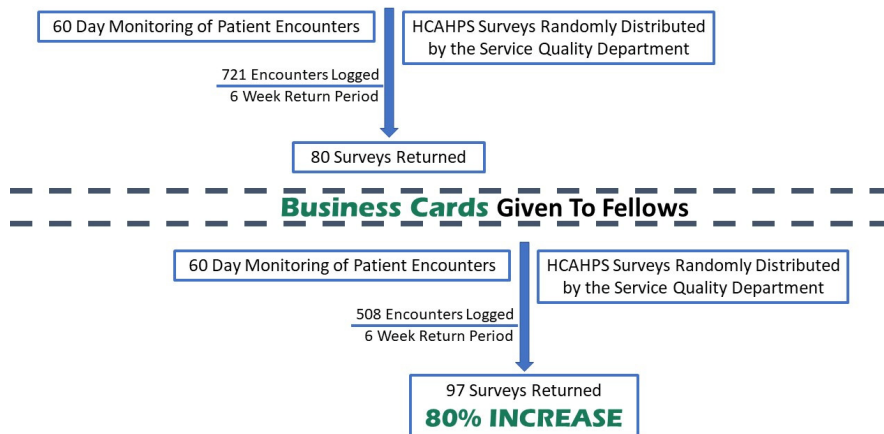 60 Day Monitoring of Patient Encounters
HCAHPS Surveys Randomly Distributed
by the Service Quality Department
721 Encounters Logged
6 Week Return Period
80 Surveys Returned
Business Cards Given To Fellows
60 Day Monitoring of Patient Encounters
HCAHPS Surveys Randomly Distributed
by the Service Quality Department
508 Encounters Logged
6 Week Return Period
97 Surveys Returned
80% INCREASE